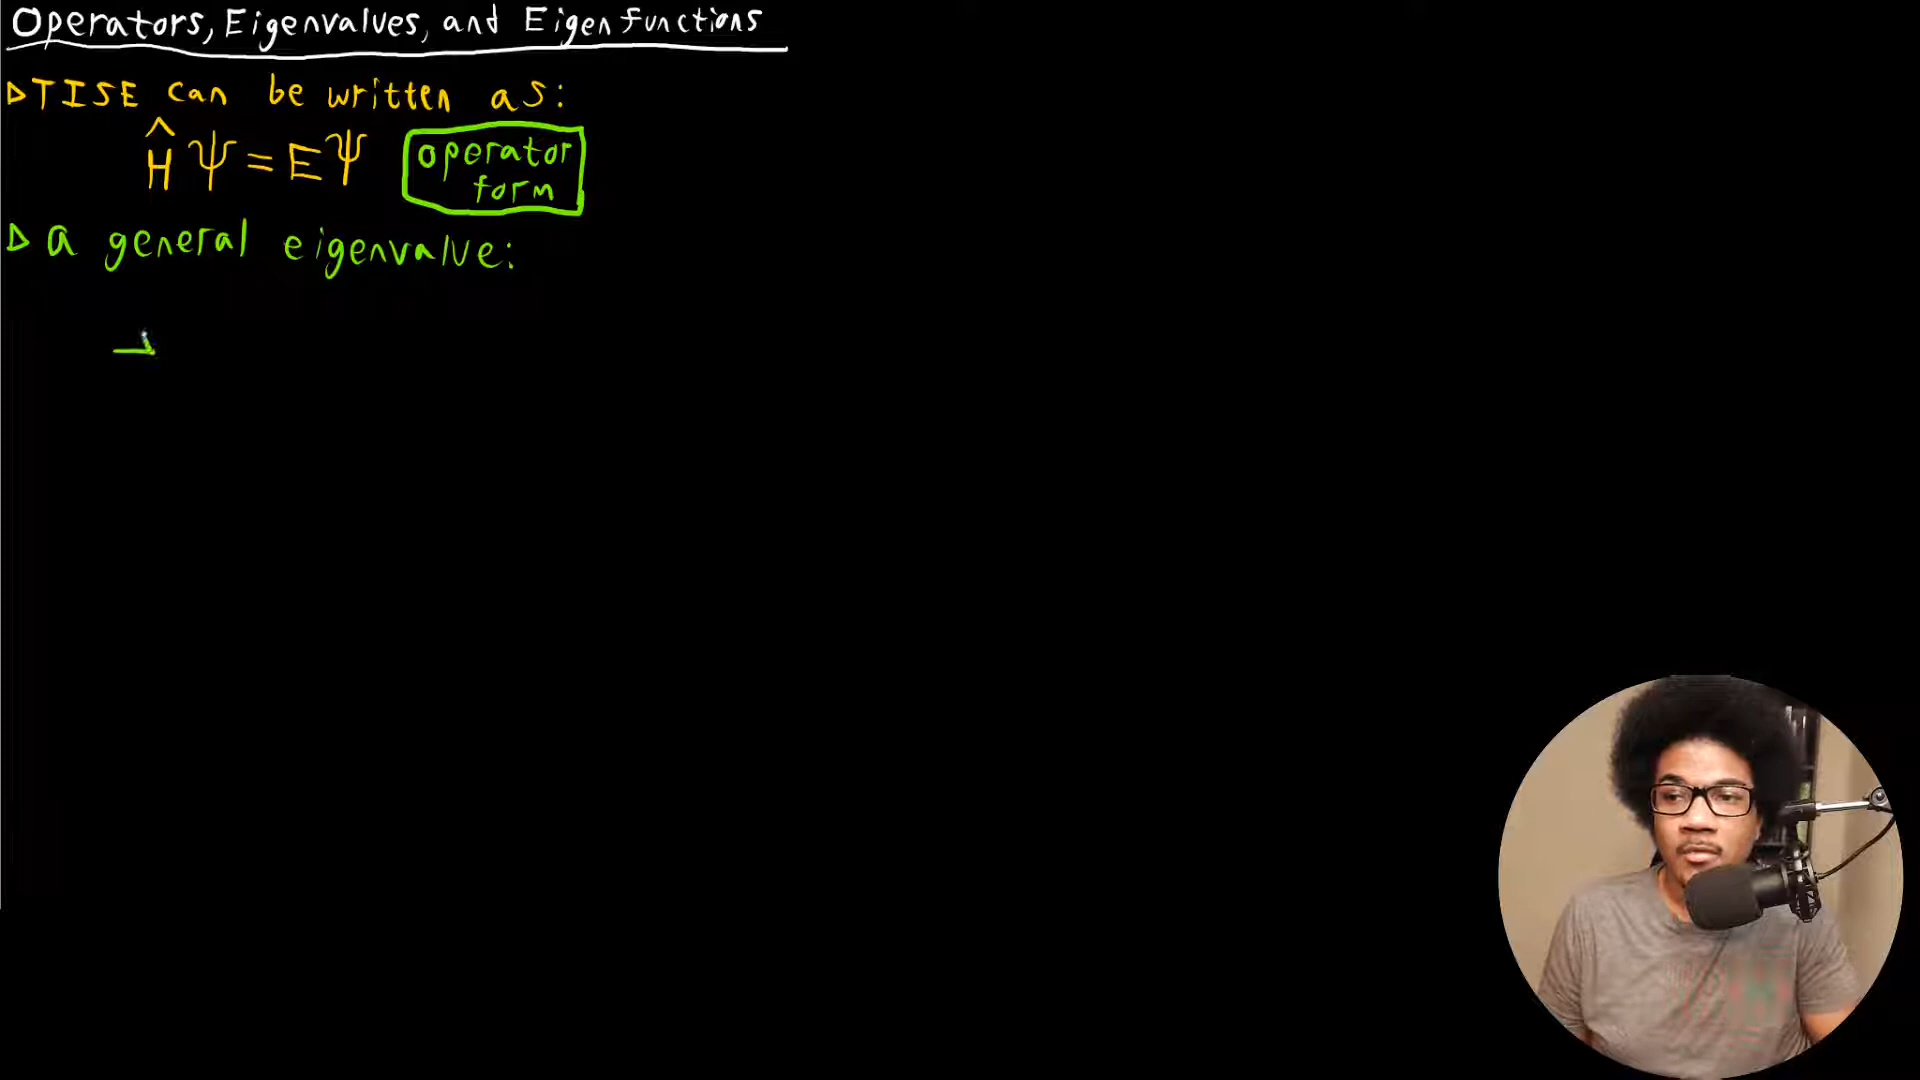 Operators, Eigenvalues, and Eigenfunctions
▷TISE can be written as:
Ĥψ=Eψ
operator
form
▷a general eigenvalue: